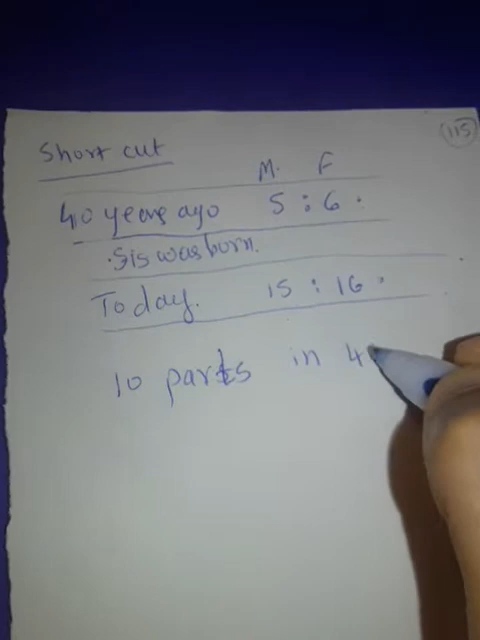 115
Short cut
M. F
40 years ago 5 : 6.
. Sis was born.
Today. 15 : 16.
10 parts in 4